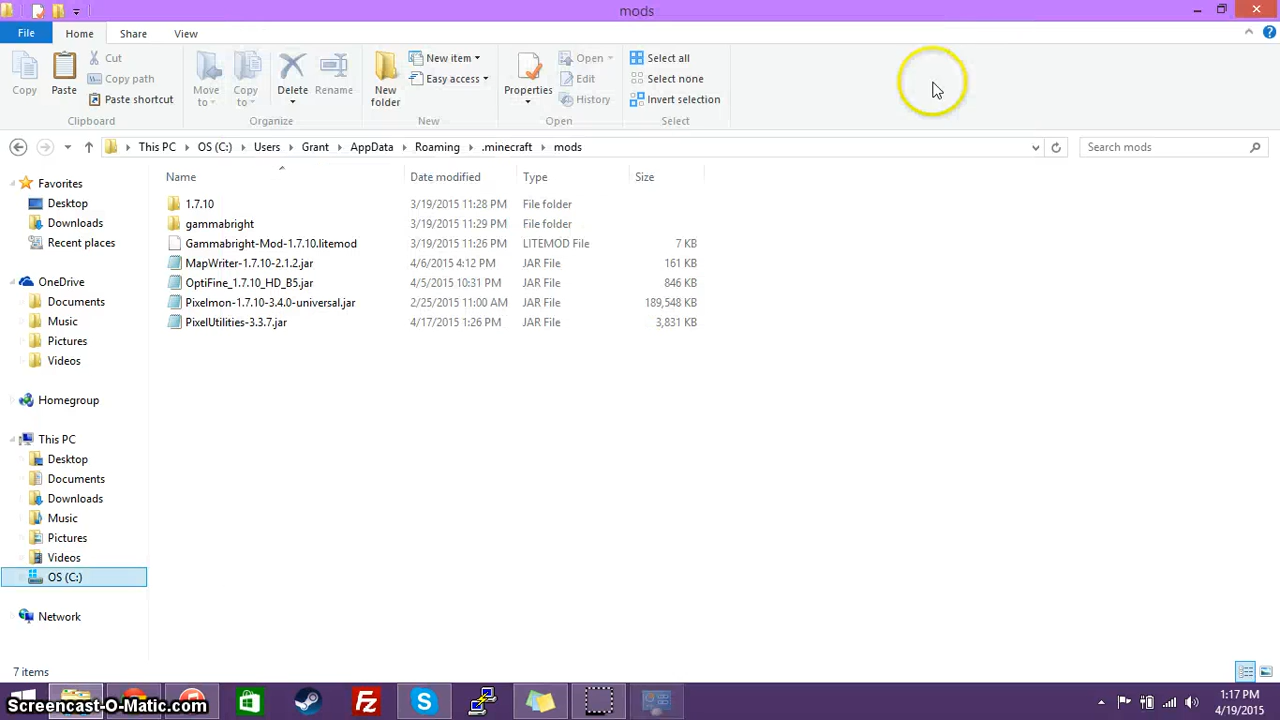 mods
File
Home
Share
View
Copy
Paste
Cut
Copy path
Paste shortcut
Clipboard
Move to
Copy to
Delete
Rename
Organize
New folder
New item
Easy access
New
Properties
Open
Edit
History
Open
Select all
Select none
Invert selection
Select
This PC
OS (C:)
Users
Grant
AppData
Roaming
.minecraft
mods
Search mods
Name
Date modified
Type
Size
1.7.10 3/19/2015 11:28 PM File folder
gammabright 3/19/2015 11:29 PM File folder
Gammabright-Mod-1.7.10.litemod 3/19/2015 11:26 PM LITEMOD File 7 KB
MapWriter-1.7.10-2.1.2.jar 4/6/2015 4:12 PM JAR File 161 KB
OptiFine_1.7.10_HD_B5.jar 4/5/2015 10:31 PM JAR File 846 KB
Pixelmon-1.7.10-3.4.0-universal.jar 2/25/2015 11:00 AM JAR File 189,548 KB
PixelUtilities-3.3.7.jar 4/17/2015 1:26 PM JAR File 3,831 KB
Favorites
Desktop
Downloads
Recent places
OneDrive
Documents
Music
Pictures
Videos
Homegroup
This PC
Desktop
Documents
Downloads
Music
Pictures
Videos
OS (C:)
Network
7 items
Screencast-O-Matic.com
1:17 PM
4/19/2015